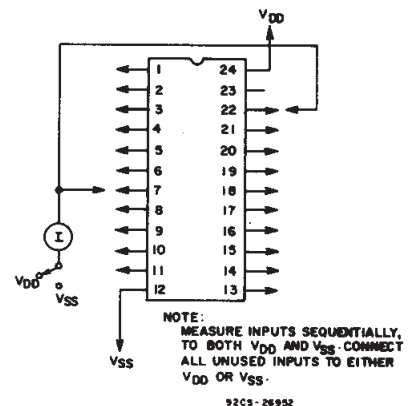 VDD
1 24
2 23
3 22
4 21
5 20
6 19
7 18
8 17
9 16
10 15
11 14
12 13
I
VDD
VSS
VSS
NOTE:
MEASURE INPUTS SEQUENTIALLY,
TO BOTH VDD AND VSS. CONNECT
ALL UNUSED INPUTS TO EITHER
VDD OR VSS.
92CS-26952